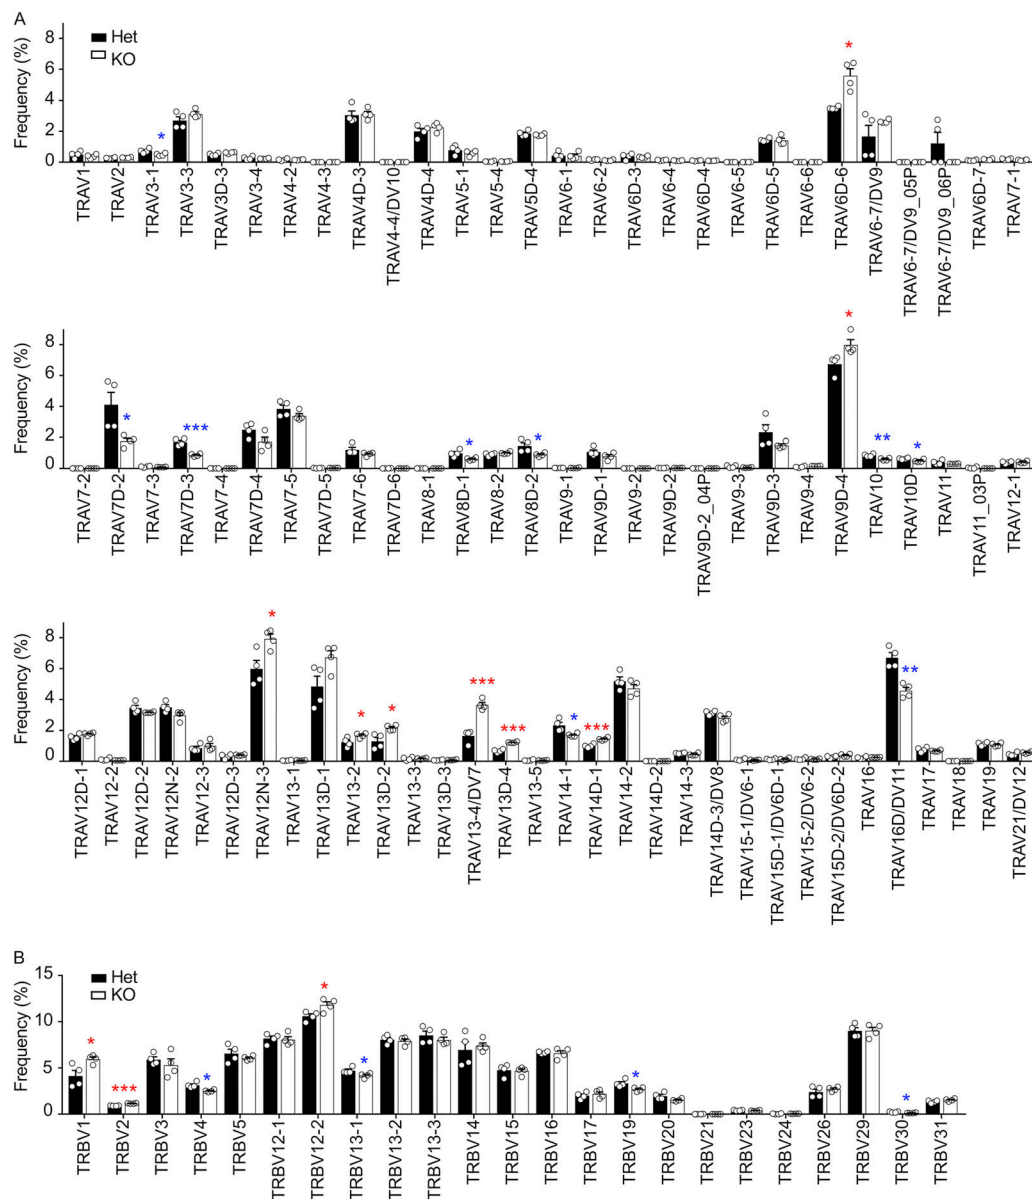 A
Frequency (%)
Het
KO
8
6
4
2
0
*
*
TRAV1
TRAV2
TRAV3-1
TRAV3-3
TRAV3D-3
TRAV3-4
TRAV4-2
TRAV4-3
TRAV4D-3
TRAV4-4/DV10
TRAV4D-4
TRAV5-1
TRAV5-4
TRAV5D-4
TRAV6-1
TRAV6-2
TRAV6D-3
TRAV6-4
TRAV6D-4
TRAV6-5
TRAV6D-5
TRAV6-6
TRAV6D-6
TRAV6-7/DV9
TRAV6-7/DV9_05P
TRAV6-7/DV9_06P
TRAV6D-7
TRAV7-1
Frequency (%)
8
6
4
2
0
*
***
*
*
*
**
*
TRAV7-2
TRAV7D-2
TRAV7-3
TRAV7D-3
TRAV7-4
TRAV7D-4
TRAV7-5
TRAV7D-5
TRAV7-6
TRAV7D-6
TRAV8-1
TRAV8D-1
TRAV8-2
TRAV8D-2
TRAV9-1
TRAV9D-1
TRAV9-2
TRAV9D-2
TRAV9D-2_04P
TRAV9-3
TRAV9D-3
TRAV9-4
TRAV9D-4
TRAV10
TRAV10D
TRAV11
TRAV11_03P
TRAV12-1
Frequency (%)
8
6
4
2
0
*
*
*
***
***
*
***
**
TRAV12D-1
TRAV12-2
TRAV12D-2
TRAV12N-2
TRAV12-3
TRAV12D-3
TRAV12N-3
TRAV13-1
TRAV13D-1
TRAV13-2
TRAV13D-2
TRAV13-3
TRAV13D-3
TRAV13-4/DV7
TRAV13D-4
TRAV13-5
TRAV14-1
TRAV14D-1
TRAV14-2
TRAV14D-2
TRAV14-3
TRAV14D-3/DV8
TRAV15-1/DV6-1
TRAV15D-1/DV6D-1
TRAV15-2/DV6-2
TRAV15D-2/DV6D-2
TRAV16
TRAV16D/DV11
TRAV17
TRAV18
TRAV19
TRAV21/DV12
B
Frequency (%)
Het
KO
15
10
5
0
*
***
*
*
*
*
*
TRBV1
TRBV2
TRBV3
TRBV4
TRBV5
TRBV12-1
TRBV12-2
TRBV13-1
TRBV13-2
TRBV13-3
TRBV14
TRBV15
TRBV16
TRBV17
TRBV19
TRBV20
TRBV21
TRBV23
TRBV24
TRBV26
TRBV29
TRBV30
TRBV31